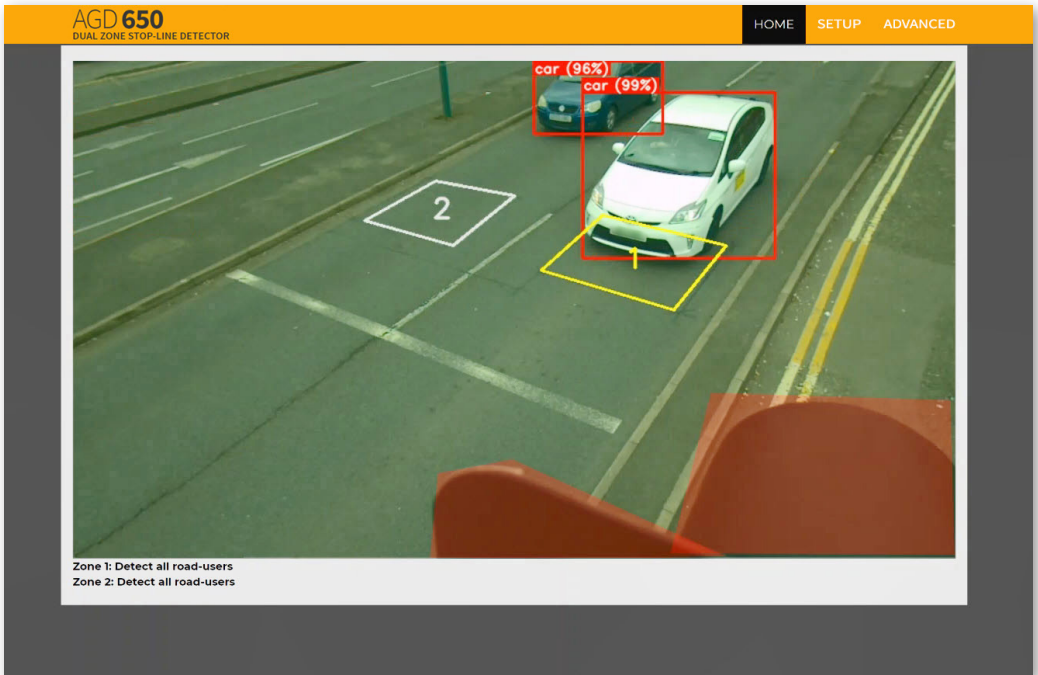 AGD 650
DUAL ZONE STOP-LINE DETECTOR
HOME SETUP ADVANCED
car (96%)
car (99%)
2
1
Zone 1: Detect all road-users
Zone 2: Detect all road-users